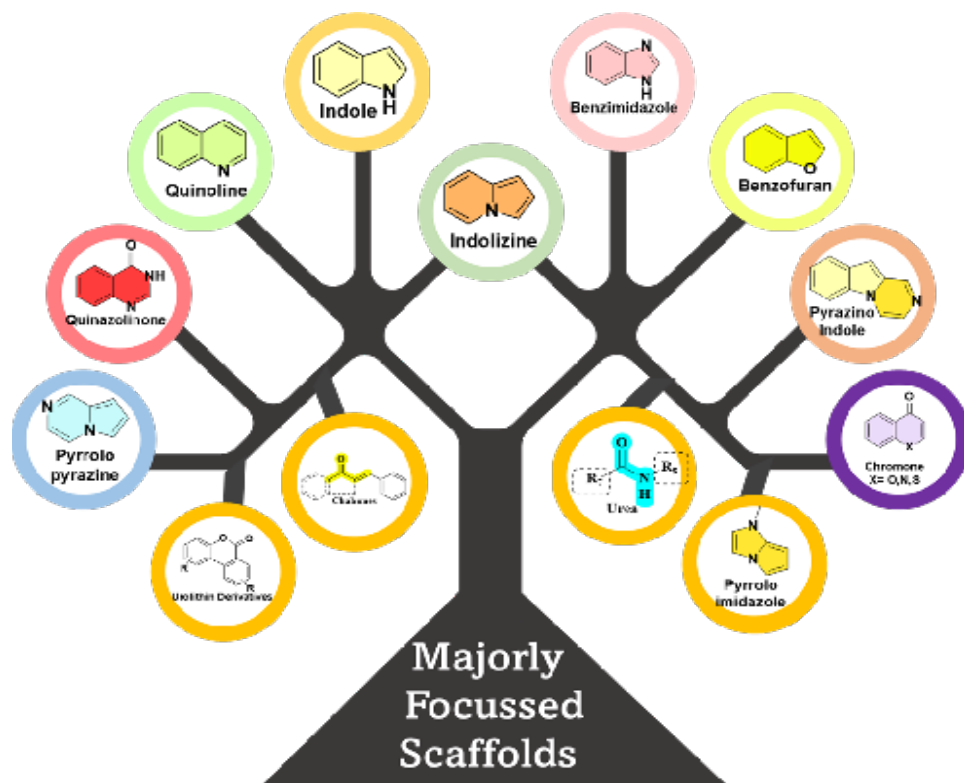 N
H
Indole
N
N
H
Benzimidazole
N
Quinoline
O
Benzofuran
N
Indolizine
O
NH
N
Quinazolinone
N
N
Pyrazino
Indole
N
N
Pyrrolo
pyrazine
O
X
Chromone
X= O,N,S
O
Chalcones
O
N
H
Urea
O
O
R
R
Urolithin Derivatives
N
N
Pyrrolo
imidazole
Majorly
Focussed
Scaffolds